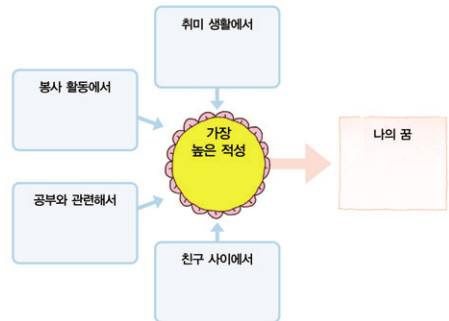 취미 생활에서
봉사 활동에서
가장
높은 적성
나의 꿈
공부와 관련해서
친구 사이에서